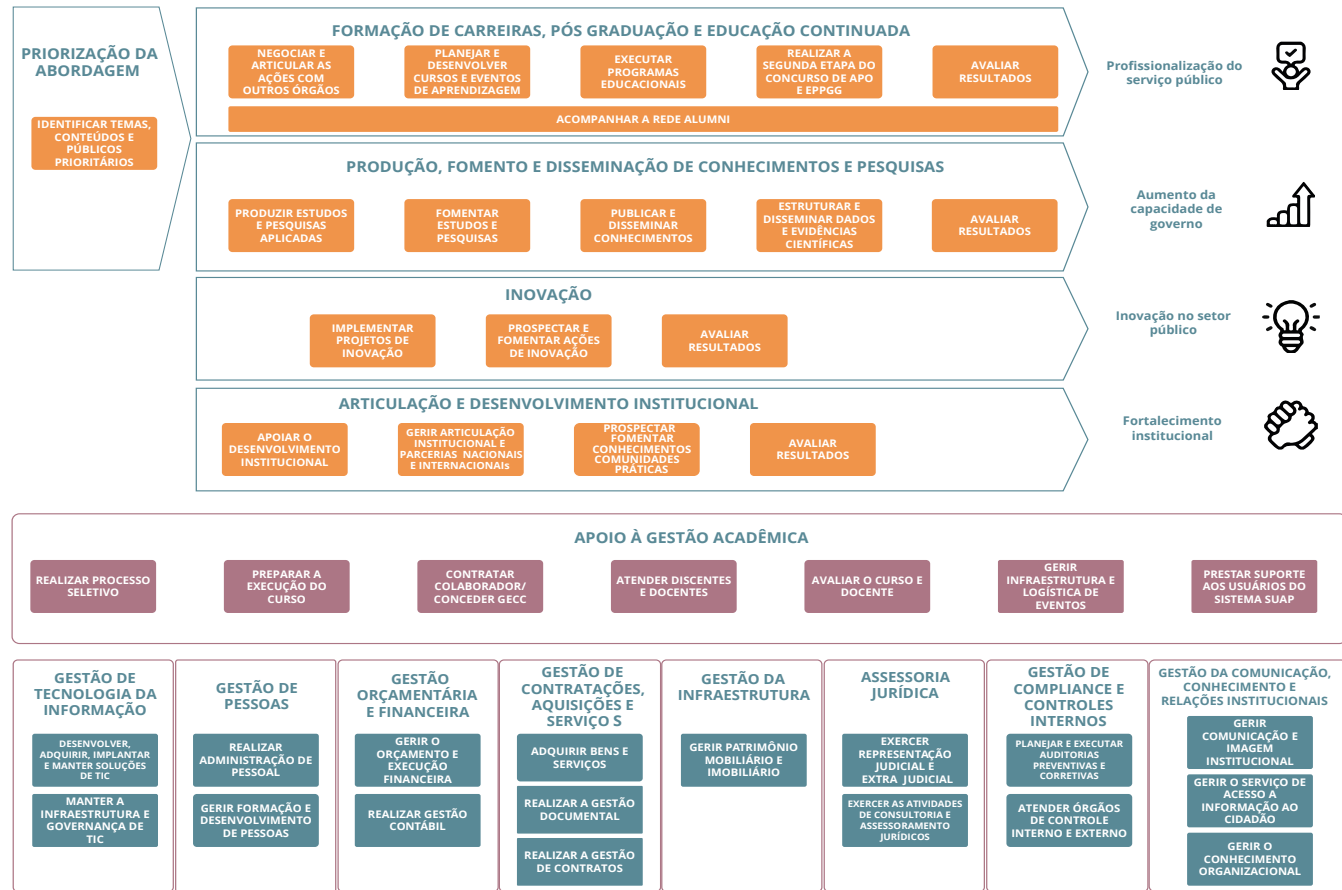 PRIORIZAÇÃO DA
ABORDAGEM
IDENTIFICAR TEMAS,
CONTEÚDOS E
PÚBLICOS
PRIORITÁRIOS
FORMAÇÃO DE CARREIRAS, PÓS GRADUAÇÃO E EDUCAÇÃO CONTINUADA
NEGOCIAR E
ARTICULAR AS
AÇÕES COM
OUTROS ÓRGÃOS
PLANEJAR E
DESENVOLVER
CURSOS E EVENTOS
DE APRENDIZAGEM
EXECUTAR
PROGRAMAS
EDUCACIONAIS
REALIZAR A
SEGUNDA ETAPA DO
CONCURSO DE APO
E EPPGG
AVALIAR
RESULTADOS
ACOMPANHAR A REDE ALUMNI
Profissionalização do
serviço público
PRODUÇÃO, FOMENTO E DISSEMINAÇÃO DE CONHECIMENTOS E PESQUISAS
PRODUZIR ESTUDOS
E PESQUISAS
APLICADAS
FOMENTAR
ESTUDOS E
PESQUISAS
PUBLICAR E
DISSEMINAR
CONHECIMENTOS
ESTRUTURAR E
DISSEMINAR DADOS
E EVIDÊNCIAS
CIENTÍFICAS
AVALIAR
RESULTADOS
Aumento da
capacidade de
governo
INOVAÇÃO
IMPLEMENTAR
PROJETOS DE
INOVAÇÃO
PROSPECTAR E
FOMENTAR AÇÕES
DE INOVAÇÃO
AVALIAR
RESULTADOS
Inovação no setor
público
ARTICULAÇÃO E DESENVOLVIMENTO INSTITUCIONAL
APOIAR O
DESENVOLVIMENTO
INSTITUCIONAL
GERIR ARTICULAÇÃO
INSTITUCIONAL E
PARCERIAS NACIONAIS
E INTERNACIONAIs
PROSPECTAR
FOMENTAR
CONHECIMENTOS
COMUNIDADES
PRÁTICAS
AVALIAR
RESULTADOS
Fortalecimento
institucional
APOIO À GESTÃO ACADÊMICA
REALIZAR PROCESSO
SELETIVO
PREPARAR A
EXECUÇÃO DO
CURSO
CONTRATAR
COLABORADOR/
CONCEDER GECC
ATENDER DISCENTES
E DOCENTES
AVALIAR O CURSO E
DOCENTE
GERIR
INFRAESTRUTURA E
LOGÍSTICA DE
EVENTOS
PRESTAR SUPORTE
AOS USUÁRIOS DO
SISTEMA SUAP
GESTÃO DE
TECNOLOGIA DA
INFORMAÇÃO
DESENVOLVER,
ADQUIRIR, IMPLANTAR
E MANTER SOLUÇÕES
DE TIC
MANTER A
INFRAESTRUTURA E
GOVERNANÇA DE
TIC
GESTÃO DE
PESSOAS
REALIZAR
ADMINISTRAÇÃO DE
PESSOAL
GERIR FORMAÇÃO E
DESENVOLVIMENTO
DE PESSOAS
GESTÃO
ORÇAMENTÁRIA
E FINANCEIRA
GERIR O
ORÇAMENTO E
EXECUÇÃO
FINANCEIRA
REALIZAR GESTÃO
CONTÁBIL
GESTÃO DE
CONTRATAÇÕES,
AQUISIÇÕES E
SERVIÇO S
ADQUIRIR BENS E
SERVIÇOS
REALIZAR A GESTÃO
DOCUMENTAL
REALIZAR A GESTÃO
DE CONTRATOS
GESTÃO DA
INFRAESTRUTURA
GERIR PATRIMÔNIO
MOBILIÁRIO E
IMOBILIÁRIO
ASSESSORIA
JURÍDICA
EXERCER
REPRESENTAÇÃO
JUDICIAL E
EXTRA JUDICIAL
EXERCER AS ATIVIDADES
DE CONSULTORIA E
ASSESSORAMENTO
JURÍDICOS
GESTÃO DE
COMPLIANCE E
CONTROLES
INTERNOS
PLANEJAR E EXECUTAR
AUDITORIAS
PREVENTIVAS E
CORRETIVAS
ATENDER ÓRGÃOS
DE CONTROLE
INTERNO E EXTERNO
GESTÃO DA COMUNICAÇÃO,
CONHECIMENTO E
RELAÇÕES INSTITUCIONAIS
GERIR
COMUNICAÇÃO E
IMAGEM
INSTITUCIONAL
GERIR O SERVIÇO DE
ACESSO A
INFORMAÇÃO AO
CIDADÃO
GERIR O
CONHECIMENTO
ORGANIZACIONAL